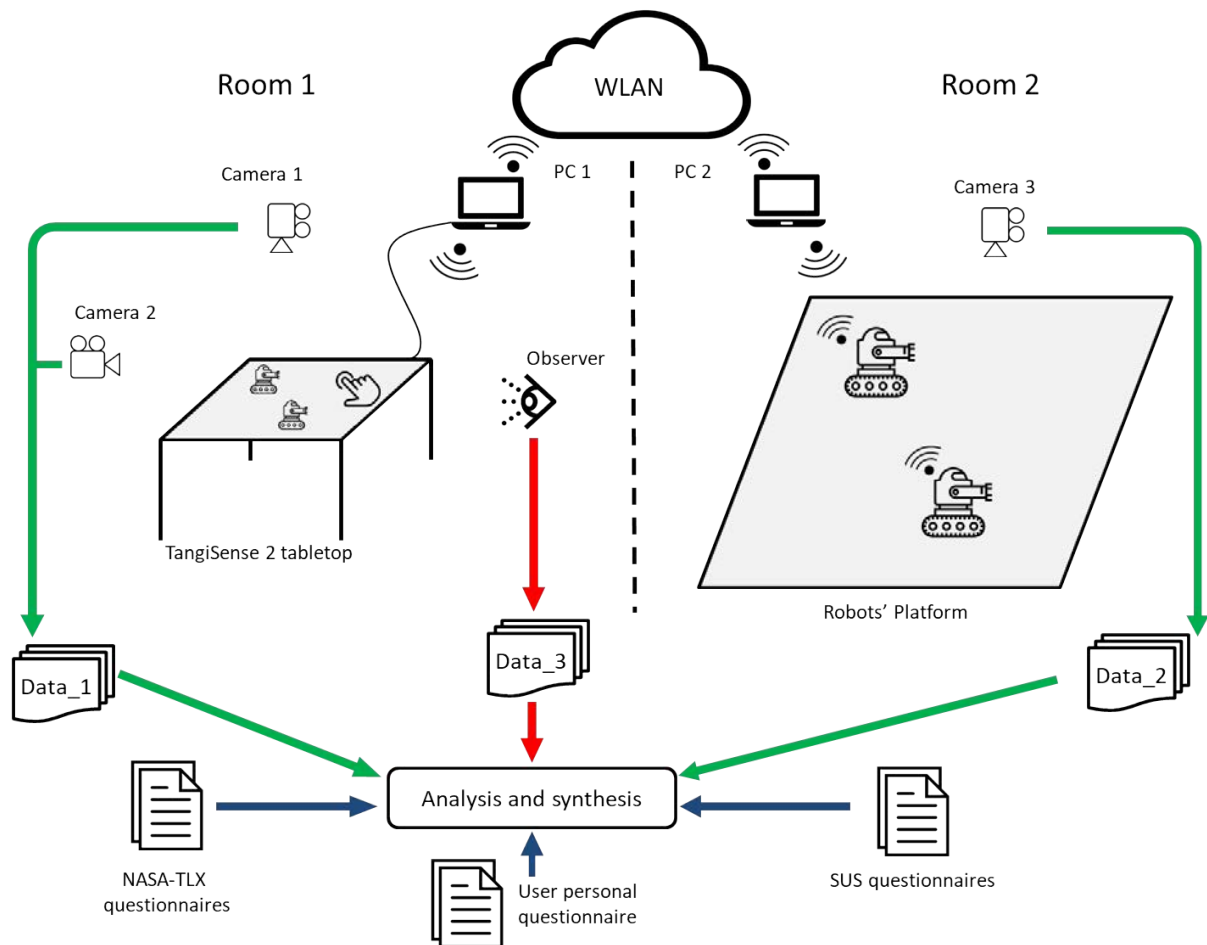 WLAN
Room 1
Room 2
PC 1
PC 2
Camera 1
Camera 3
Camera 2
Observer
TangiSense 2 tabletop
Robots’ Platform
Data_1
Data_3
Data_2
Analysis and synthesis
NASA-TLX
questionnaires
User personal
questionnaire
SUS questionnaires